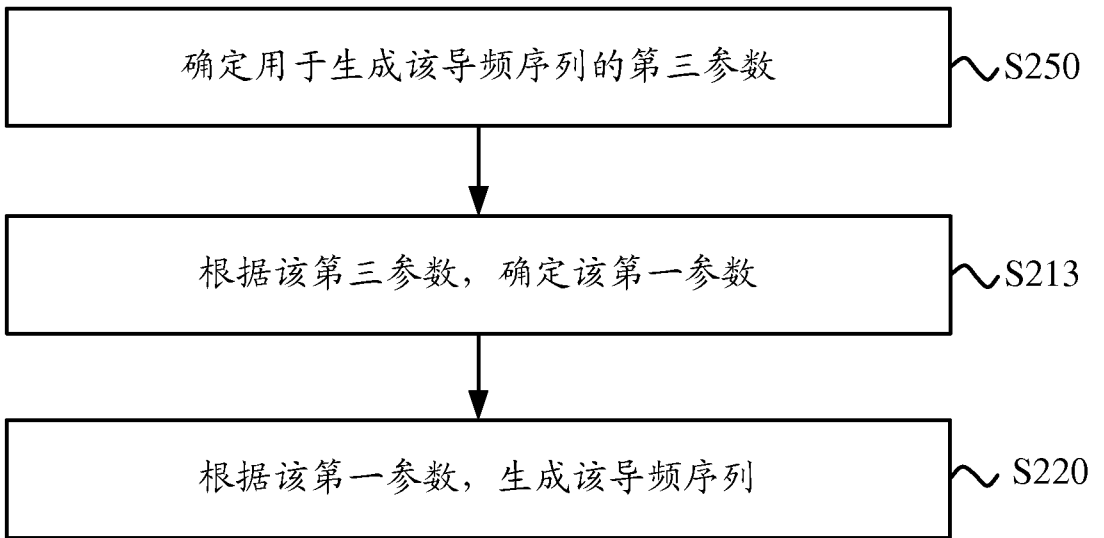 确定用于生成该导频序列的第三参数
S250
根据该第三参数，确定该第一参数
S213
根据该第一参数，生成该导频序列
S220